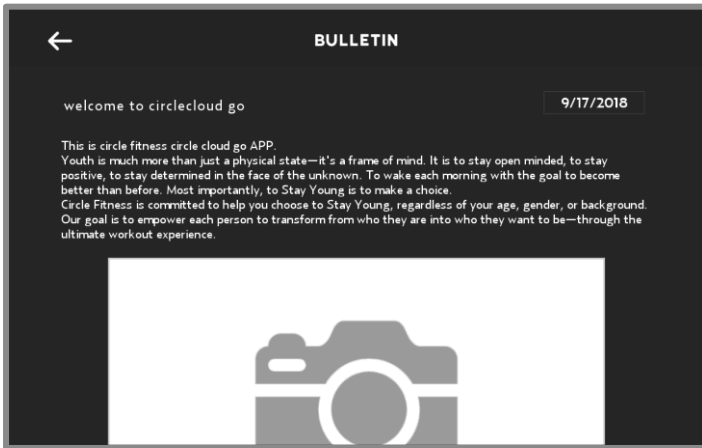 BULLETIN
welcome to circlecloud go
9/17/2018
This is circle fitness circle cloud go APP.
Youth is much more than just a physical state—it's a frame of mind. It is to stay open minded, to stay
positive, to stay determined in the face of the unknown. To wake each morning with the goal to become
better than before. Most importantly, to Stay Young is to make a choice.
Circle Fitness is committed to help you choose to Stay Young, regardless of your age, gender, or background.
Our goal is to empower each person to transform from who they are into who they want to be—through the
ultimate workout experience.